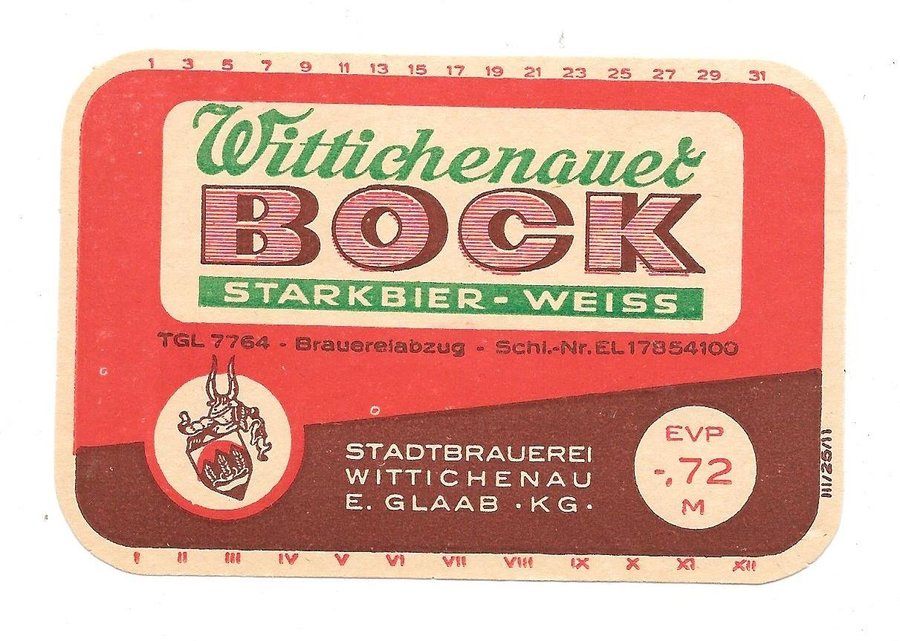 1 3 5 7 9 11 13 15 17 19 21 23 25 27 29 31
Wittichenauer
BOCK
STARKBIER - WEISS
TGL 7764 - Brauereiabzug - Schl.-Nr. EL 17854100
STADTBRAUEREI
WITTICHENAU
E. GLAAB · KG ·
EVP
-,72
M
III/26/11
I II III IV V VI VII VIII IX X XI XII